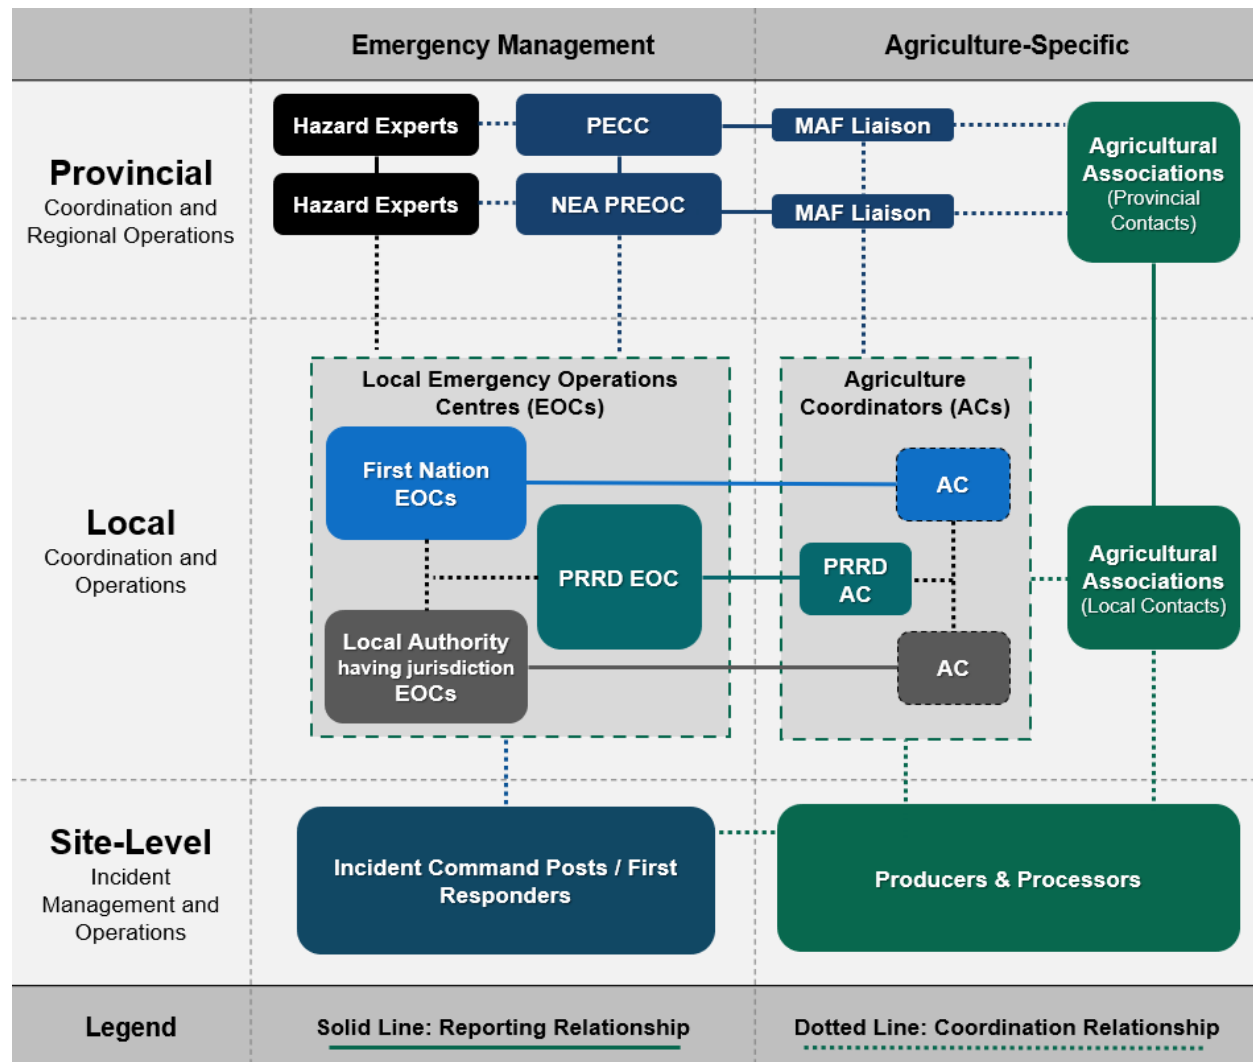 Emergency Management
Agriculture-Specific
Provincial
Coordination and
Regional Operations
Hazard Experts
PECC
MAF Liaison
Hazard Experts
NEA PREOC
MAF Liaison
Agricultural
Associations
(Provincial
Contacts)
Local
Coordination and
Operations
Local Emergency Operations
Centres (EOCs)
First Nation
EOCs
PRRD EOC
Local Authority
having jurisdiction
EOCs
Agriculture
Coordinators (ACs)
AC
PRRD
AC
AC
Agricultural
Associations
(Local Contacts)
Site-Level
Incident
Management and
Operations
Incident Command Posts / First
Responders
Producers & Processors
Legend
Solid Line: Reporting Relationship
Dotted Line: Coordination Relationship